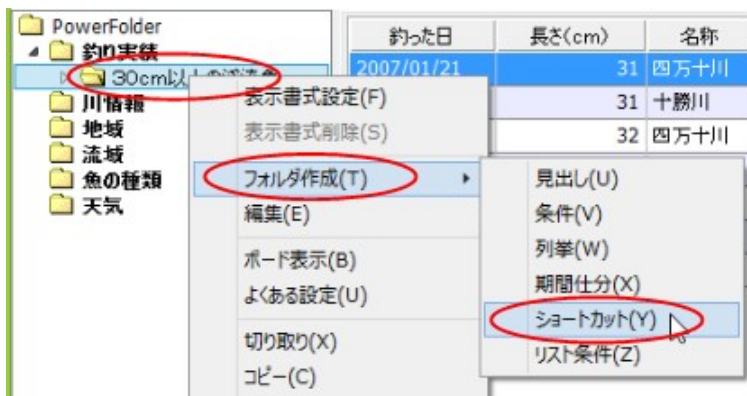 PowerFolder
釣り実績
30cm以上の渓流魚
川情報
地域
流域
魚の種類
天気
釣った日 長さ(cm) 名称
2007/01/21 31 四万十川
31 十勝川
32 四万十川
表示書式設定(F)
表示書式削除(S)
フォルダ作成(T)
編集(E)
ボード表示(B)
よくある設定(U)
切り取り(X)
コピー(C)
見出し(U)
条件(V)
列挙(W)
期間仕分(X)
ショートカット(Y)
リスト条件(Z)